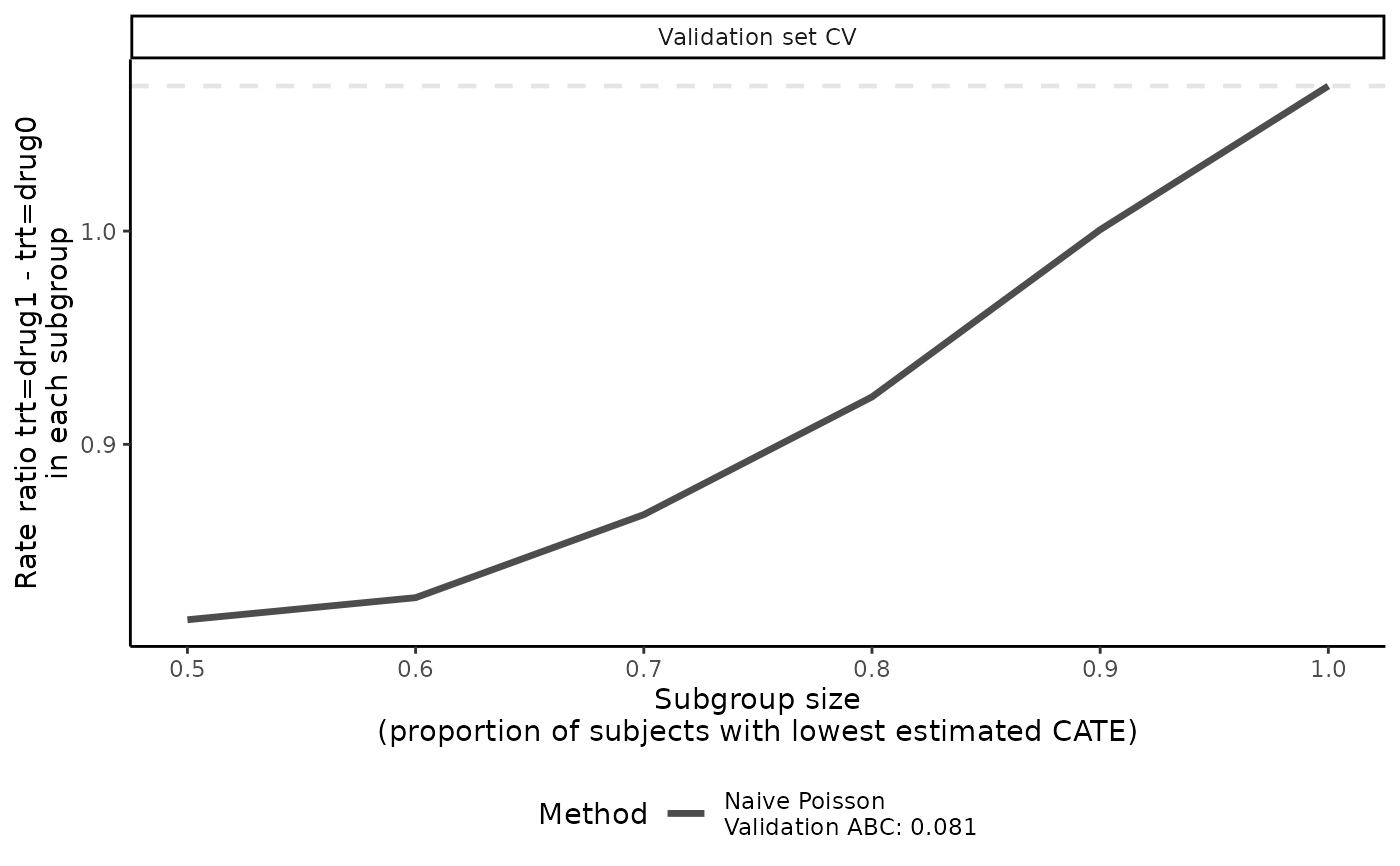 Validation set CV
Rate ratio trt=drug1 - trt=drug0
in each subgroup
1.0
0.9
0.5
0.6
0.7
0.8
0.9
1.0
Subgroup size
(proportion of subjects with lowest estimated CATE)
Method
Naive Poisson
Validation ABC: 0.081